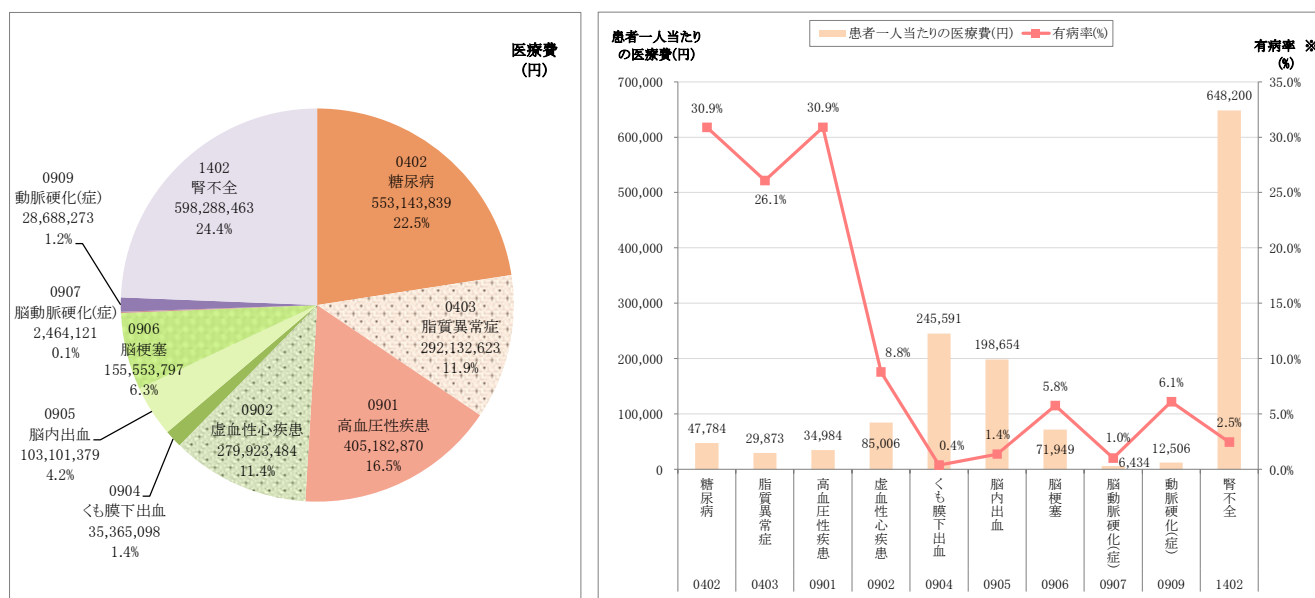 医療費
(円)
0402
糖尿病
553,143,839
22.5%
0403
脂質異常症
292,132,623
11.9%
0901
高血圧性疾患
405,182,870
16.5%
0902
虚血性心疾患
279,923,484
11.4%
0904
くも膜下出血
35,365,098
1.4%
0905
脳内出血
103,101,379
4.2%
0906
脳梗塞
155,553,797
6.3%
0907
脳動脈硬化(症)
2,464,121
0.1%
0909
動脈硬化(症)
28,688,273
1.2%
1402
腎不全
598,288,463
24.4%
患者一人当たりの医療費(円) 有病率(%)
患者一人当たり
の医療費(円)
有病率 ※
(%)
700,000
600,000
500,000
400,000
300,000
200,000
100,000
0
35.0%
30.0%
25.0%
20.0%
15.0%
10.0%
5.0%
0.0%
30.9%
26.1%
30.9%
8.8%
0.4%
1.4%
5.8%
1.0%
6.1%
2.5%
47,784
29,873
34,984
85,006
245,591
198,654
71,949
6,434
12,506
648,200
糖尿病
脂質異常症
高血圧性疾患
虚血性心疾患
くも膜下出血
脳内出血
脳梗塞
脳動脈硬化(症)
動脈硬化(症)
腎不全
0402 0403 0901 0902 0904 0905 0906 0907 0909 1402